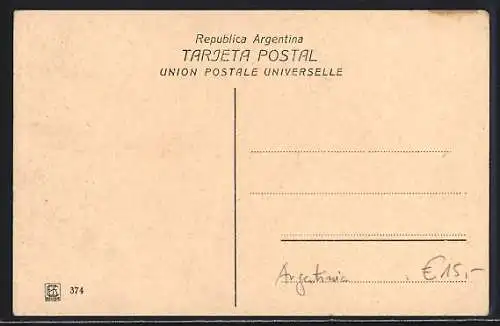 Republica Argentina
TARJETA POSTAL
UNION POSTALE UNIVERSELLE
Argentinien € 15,-
374